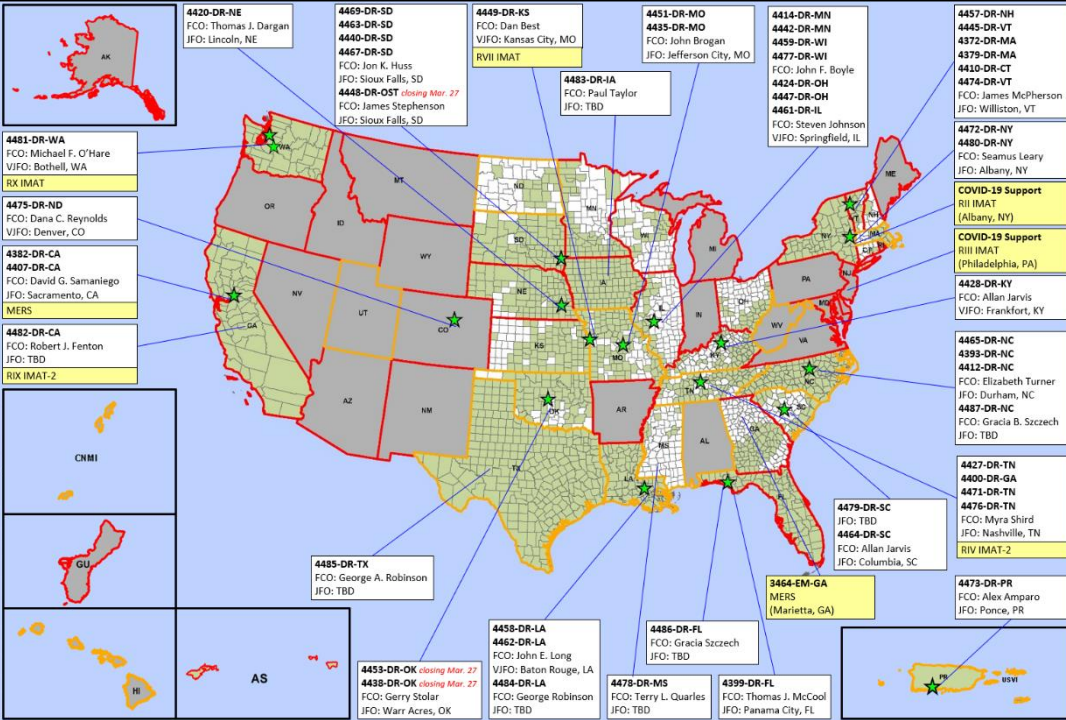 4420-DR-NE
FCO: Thomas J. Dargan
JFO: Lincoln, NE
4469-DR-SD
4463-DR-SD
4440-DR-SD
4467-DR-SD
FCO: Jon K. Huss
JFO: Sioux Falls, SD
4448-DR-OST closing Mar. 27
FCO: James Stephenson
JFO: Sioux Falls, SD
4449-DR-KS
FCO: Dan Best
VJFO: Kansas City, MO
RVII IMAT
4483-DR-IA
FCO: Paul Taylor
JFO: TBD
4451-DR-MO
4435-DR-MO
FCO: John Brogan
JFO: Jefferson City, MO
4414-DR-MN
4442-DR-MN
4459-DR-WI
4477-DR-WI
FCO: John F. Boyle
4424-DR-OH
4447-DR-OH
4461-DR-IL
FCO: Steven Johnson
VJFO: Springfield, IL
4457-DR-NH
4445-DR-VT
4372-DR-MA
4379-DR-MA
4410-DR-CT
4474-DR-VT
FCO: James McPherson
JFO: Williston, VT
4472-DR-NY
4480-DR-NY
FCO: Seamus Leary
JFO: Albany, NY
COVID-19 Support
RII IMAT
(Albany, NY)
COVID-19 Support
RIII IMAT
(Philadelphia, PA)
4428-DR-KY
FCO: Allan Jarvis
VJFO: Frankfort, KY
4465-DR-NC
4393-DR-NC
4412-DR-NC
FCO: Elizabeth Turner
JFO: Durham, NC
4487-DR-NC
FCO: Gracia B. Szczech
JFO: TBD
4427-DR-TN
4400-DR-GA
4471-DR-TN
4476-DR-TN
FCO: Myra Shird
JFO: Nashville, TN
RIV IMAT-2
4473-DR-PR
FCO: Alex Amparo
JFO: Ponce, PR
4481-DR-WA
FCO: Michael F. O'Hare
VJFO: Bothell, WA
RX IMAT
4475-DR-ND
FCO: Dana C. Reynolds
VJFO: Denver, CO
4382-DR-CA
4407-DR-CA
FCO: David G. Samaniego
JFO: Sacramento, CA
MERS
4482-DR-CA
FCO: Robert J. Fenton
JFO: TBD
RIX IMAT-2
4485-DR-TX
FCO: George A. Robinson
JFO: TBD
4453-DR-OK closing Mar. 27
4438-DR-OK closing Mar. 27
FCO: Gerry Stolar
JFO: Warr Acres, OK
4458-DR-LA
4462-DR-LA
FCO: John E. Long
VJFO: Baton Rouge, LA
4484-DR-LA
FCO: George Robinson
JFO: TBD
4478-DR-MS
FCO: Terry L. Quarles
JFO: TBD
4486-DR-FL
FCO: Gracia Szczech
JFO: TBD
4399-DR-FL
FCO: Thomas J. McCool
JFO: Panama City, FL
3464-EM-GA
MERS
(Marietta, GA)
4479-DR-SC
JFO: TBD
4464-DR-SC
FCO: Allan Jarvis
JFO: Columbia, SC
AK
WA
MT
ND
MN
ME
OR
ID
SD
WI
MI
NY
NH
MA
WY
IA
PA
NJ
NE
NV
UT
CO
IL
IN
OH
MD
WV
VA
CA
KS
MO
KY
NC
AZ
NM
OK
AR
TN
SC
TX
LA
MS
AL
GA
FL
CNMI
GU
HI
AS
PR
USVI